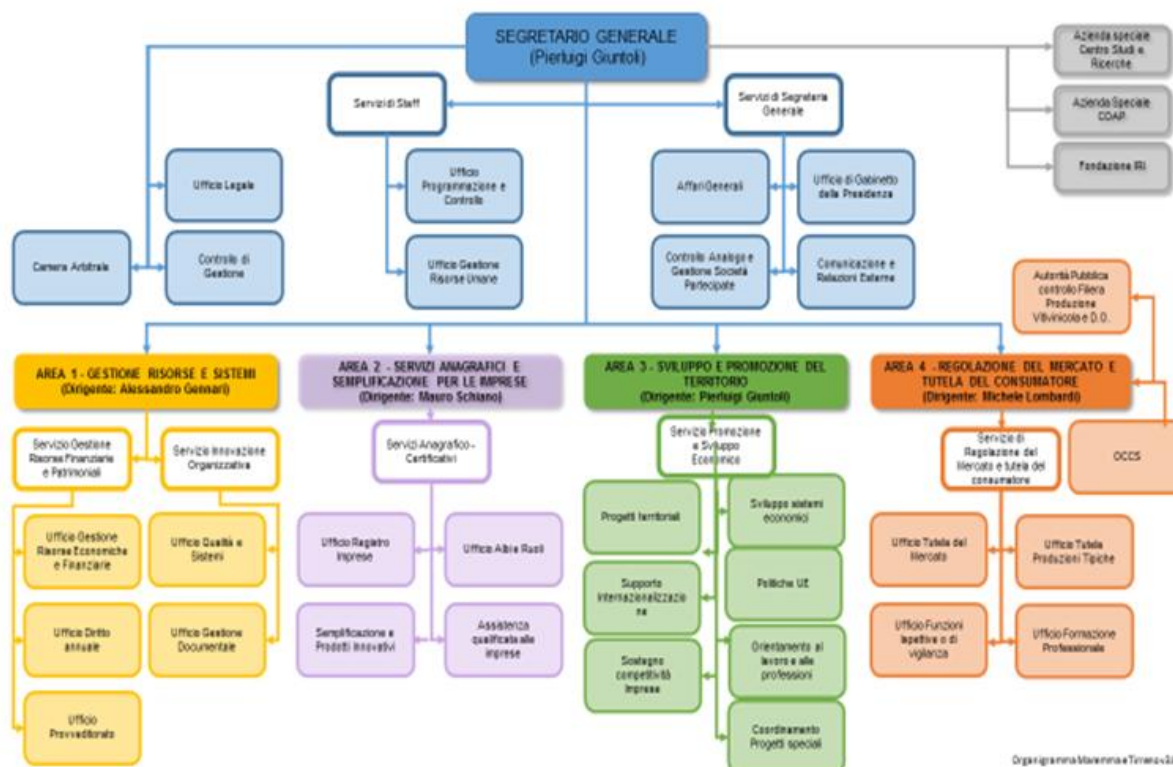 SEGRETARIO GENERALE
(Pierluigi Giuntoli)
Azienda speciale
Centro Studi e
Ricerche
Azienda Speciale
COAP
Fondazione IRI
Servizi di Staff
Servizi di Segreteria
Generale
Ufficio Legale
Ufficio
Programmazione e
Controllo
Affari Generali
Ufficio di Gabinetto
della Presidenza
Camera Arbitrale
Controllo di
Gestione
Ufficio Gestione
Risorse Umane
Controllo Analogo e
Gestione Società
Partecipate
Comunicazione e
Relazioni Esterne
Autorità Pubblica
controllo Filiera
Produzione
Vitivinicola e D.O.
AREA 1 - GESTIONE RISORSE E SISTEMI
(Dirigente: Alessandro Gennari)
AREA 2 - SERVIZI ANAGRAFICI E
SEMPLIFICAZIONE PER LE IMPRESE
(Dirigente: Mauro Schiano)
AREA 3 - SVILUPPO E PROMOZIONE DEL
TERRITORIO
(Dirigente: Pierluigi Giuntoli)
AREA 4 - REGOLAZIONE DEL MERCATO E
TUTELA DEL CONSUMATORE
(Dirigente: Michele Lombardi)
Servizio Gestione
Risorse Finanziarie
e Patrimoniali
Servizio Innovazione
Organizzativa
Servizi Anagrafico -
Certificativi
Servizio Promozione
e Sviluppo
Economico
Servizio di
Regolazione del
Mercato e tutela del
consumatore
OCCS
Ufficio Gestione
Risorse Economiche
e Finanziarie
Ufficio Qualità e
Sistemi
Ufficio Diritto
annuale
Ufficio Gestione
Documentale
Ufficio
Provveditorato
Ufficio Registro
Imprese
Ufficio Albi e Ruoli
Semplificazione e
Prodotti Innovativi
Assistenza
qualificata alle
imprese
Progetti territoriali
Sviluppo sistemi
economici
Supporto
internazionalizzazio
ne
Politiche UE
Sostegno
competitività
Imprese
Orientamento al
lavoro e alle
professioni
Coordinamento
Progetti speciali
Ufficio Tutela del
Mercato
Ufficio Tutela
Produzioni Tipiche
Ufficio Funzioni
Ispettive o di
vigilanza
Ufficio Formazione
Professionale
Organigramma Maremma e Tirreno